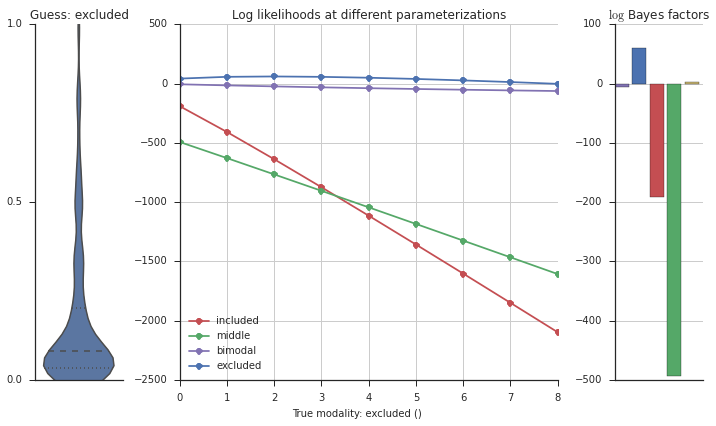 Guess: excluded
1.0
0.5
0.0
Log likelihoods at different parameterizations
500
0
−500
−1000
−1500
−2000
−2500
included
middle
bimodal
excluded
0 1 2 3 4 5 6 7 8
True modality: excluded ()
log Bayes factors
100
0
−100
−200
−300
−400
−500